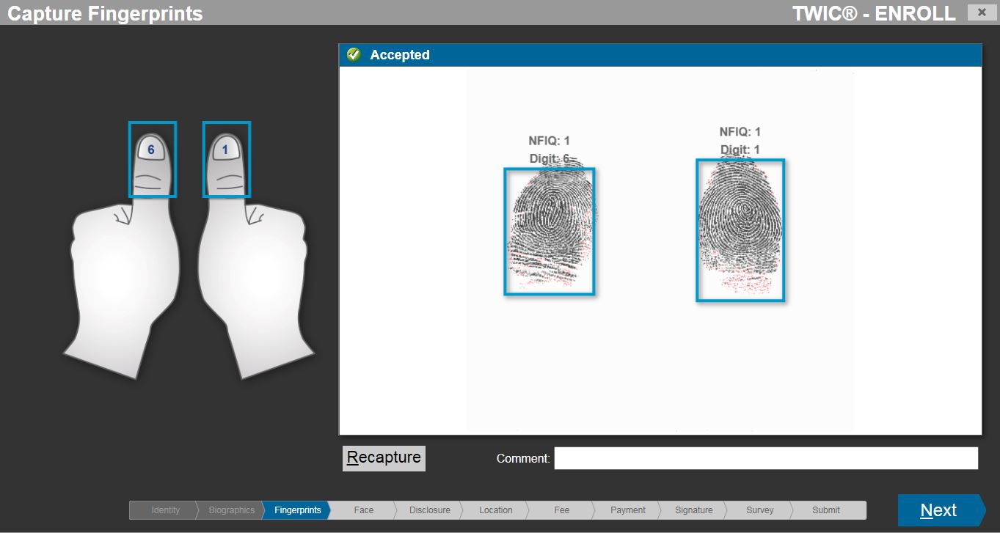 Capture Fingerprints
TWIC® - ENROLL
Accepted
6
1
NFIQ: 1
Digit: 6
NFIQ: 1
Digit: 1
Recapture
Comment:
Identity
Biographics
Fingerprints
Face
Disclosure
Location
Fee
Payment
Signature
Survey
Submit
Next